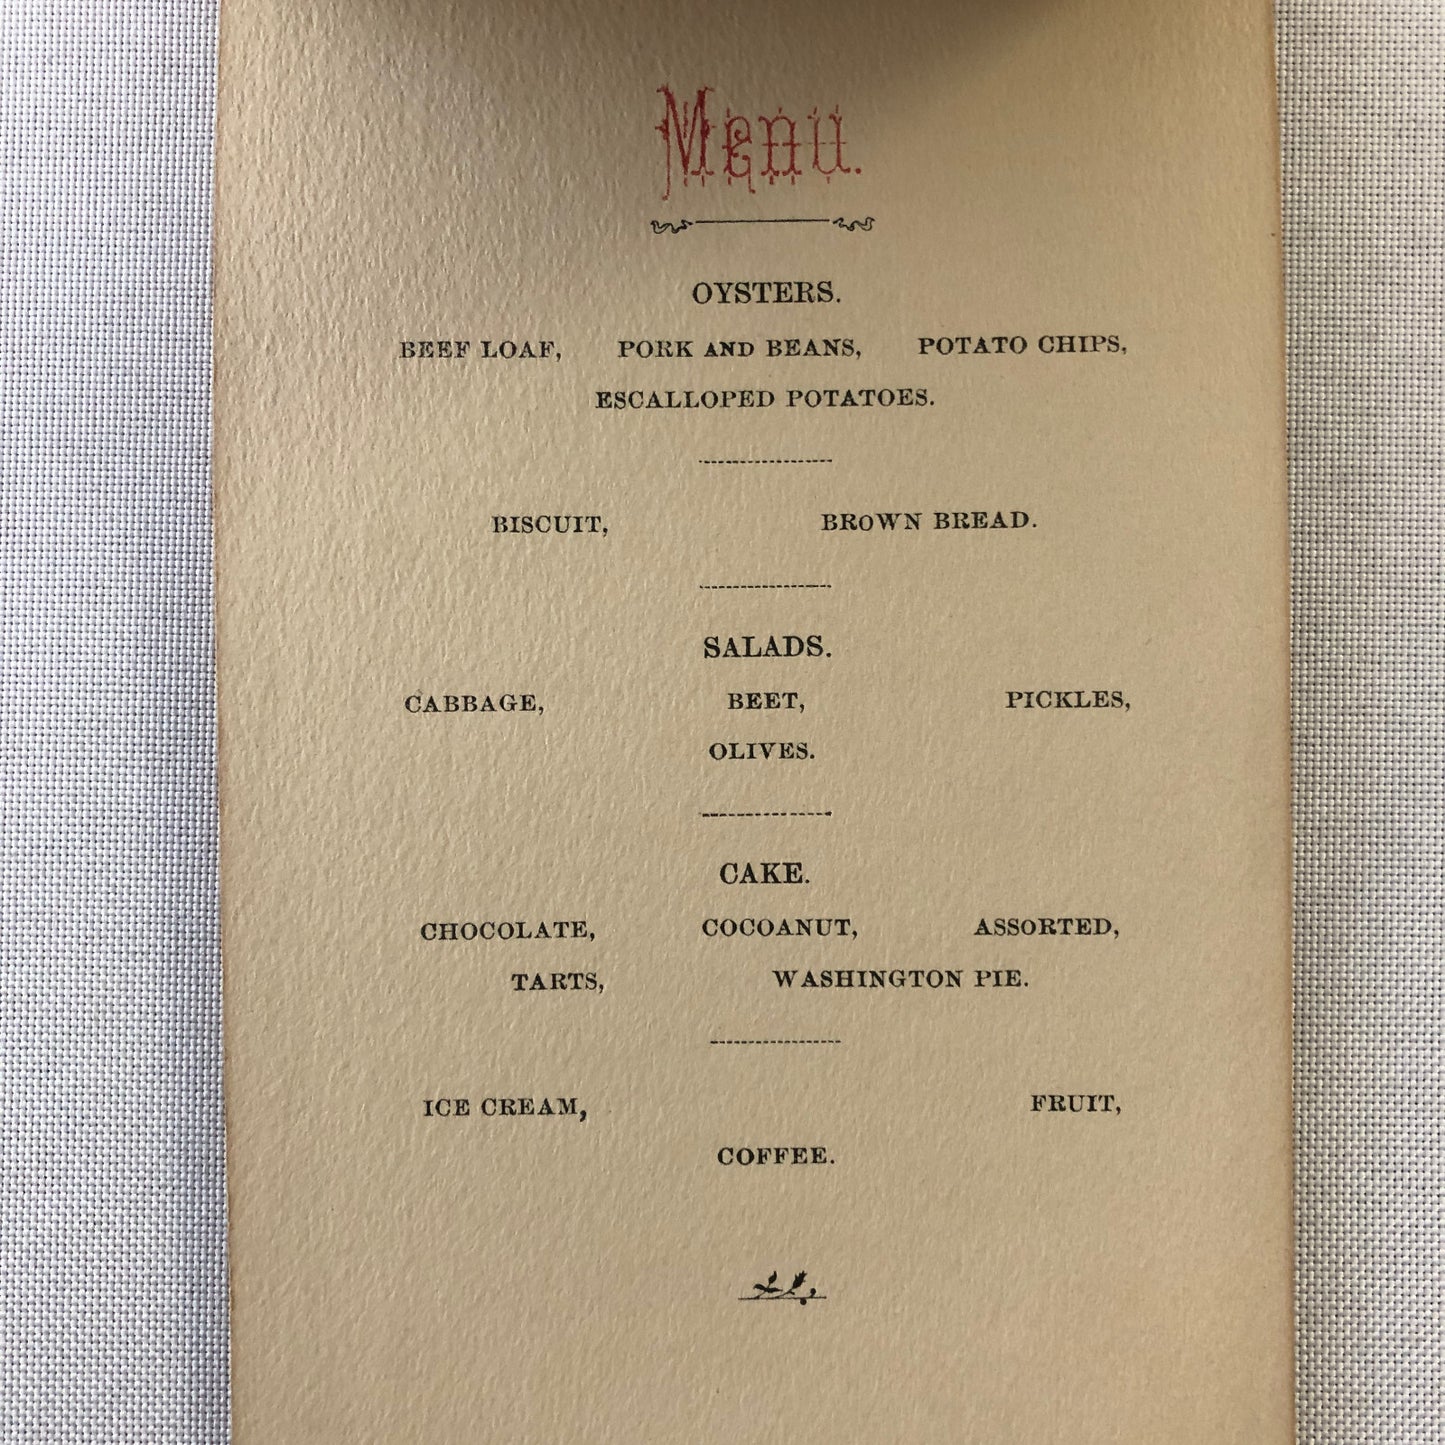 Menu.
OYSTERS.
BEEF LOAF, PORK AND BEANS, POTATO CHIPS,
ESCALLOPED POTATOES.
BISCUIT, BROWN BREAD.
SALADS.
CABBAGE, BEET, PICKLES,
OLIVES.
CAKE.
CHOCOLATE, COCOANUT, ASSORTED,
TARTS, WASHINGTON PIE.
ICE CREAM, FRUIT,
COFFEE.